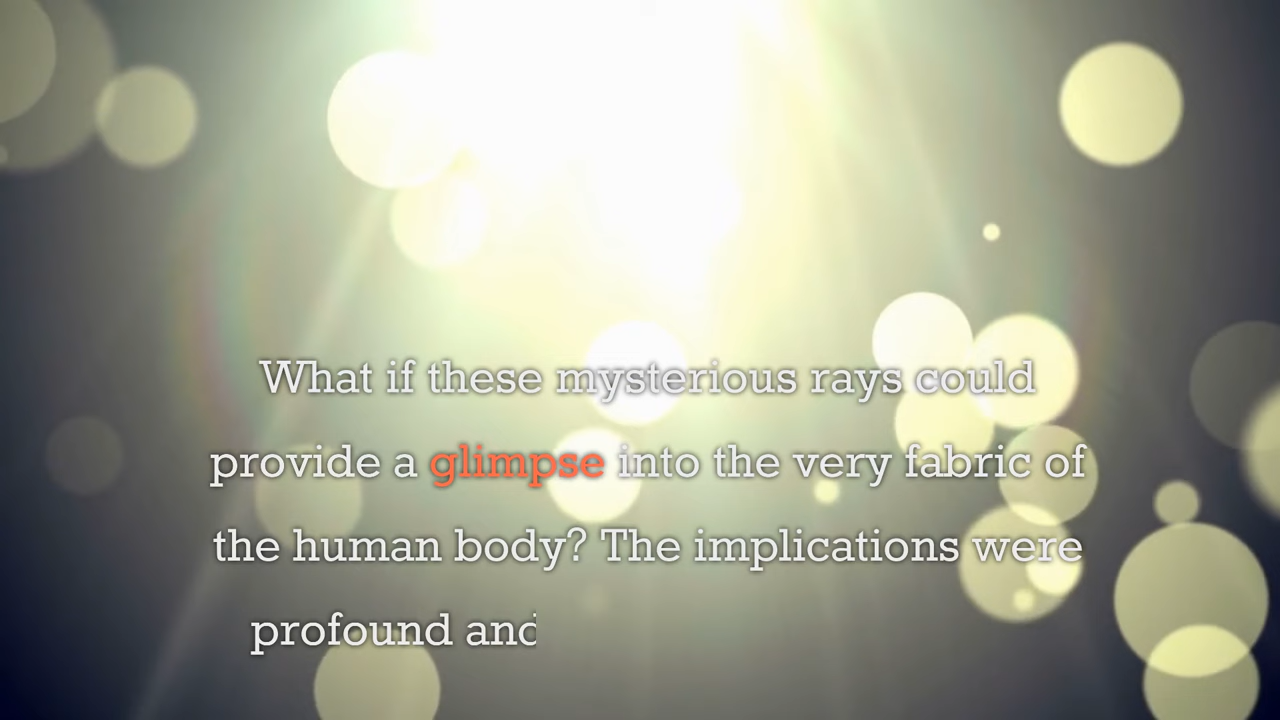 What if these mysterious rays could
provide a glimpse into the very fabric of
the human body? The implications were
profound and